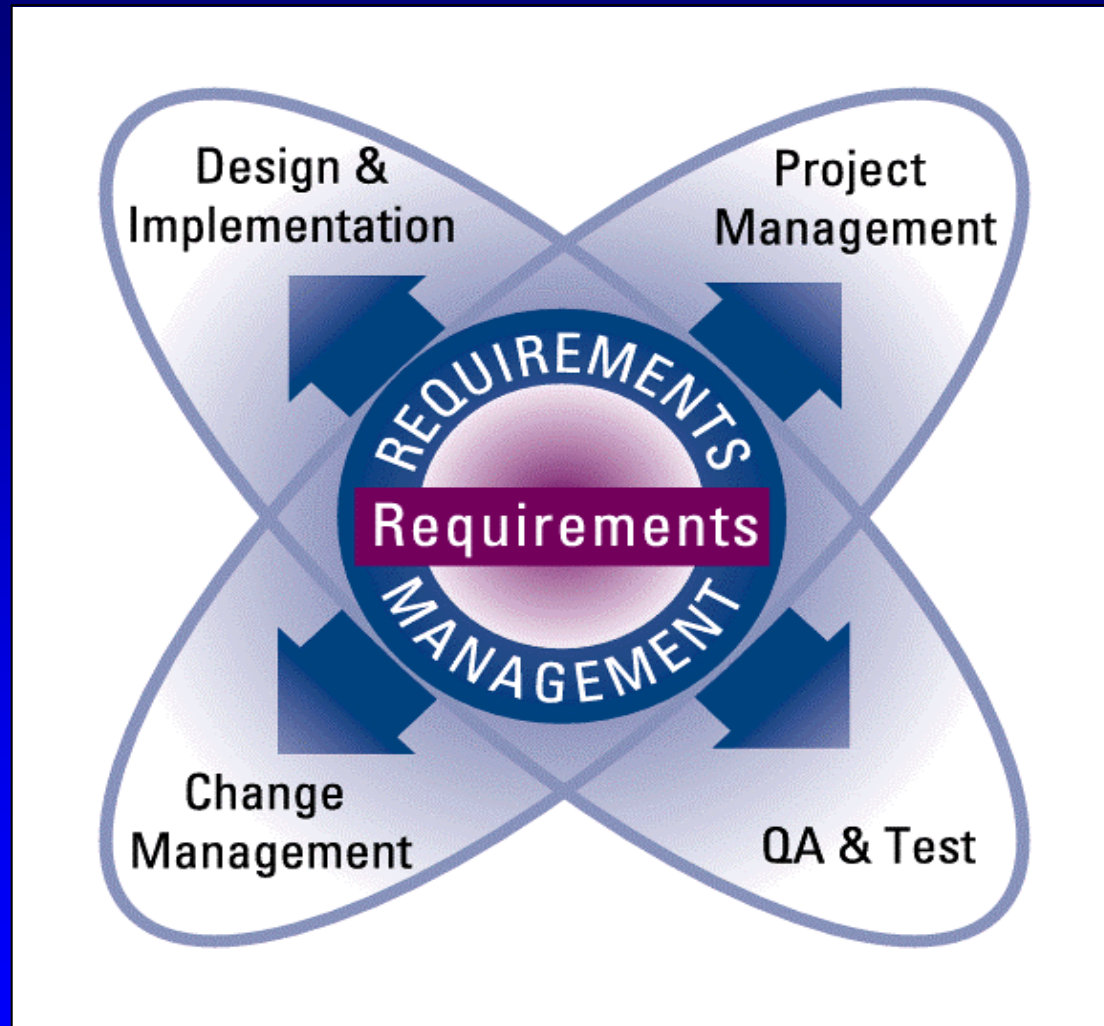 Design &
Implementation
Project
Management
REQUIREMENTS
Requirements
MANAGEMENT
Change
Management
QA & Test